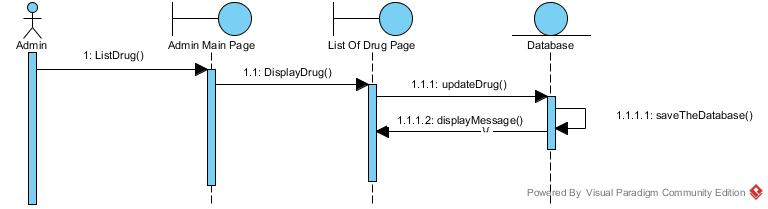 Admin
Admin Main Page
List Of Drug Page
Database
1: ListDrug()
1.1: DisplayDrug()
1.1.1: updateDrug()
1.1.1.1: saveTheDatabase()
1.1.1.2: displayMessage()
Powered By Visual Paradigm Community Edition